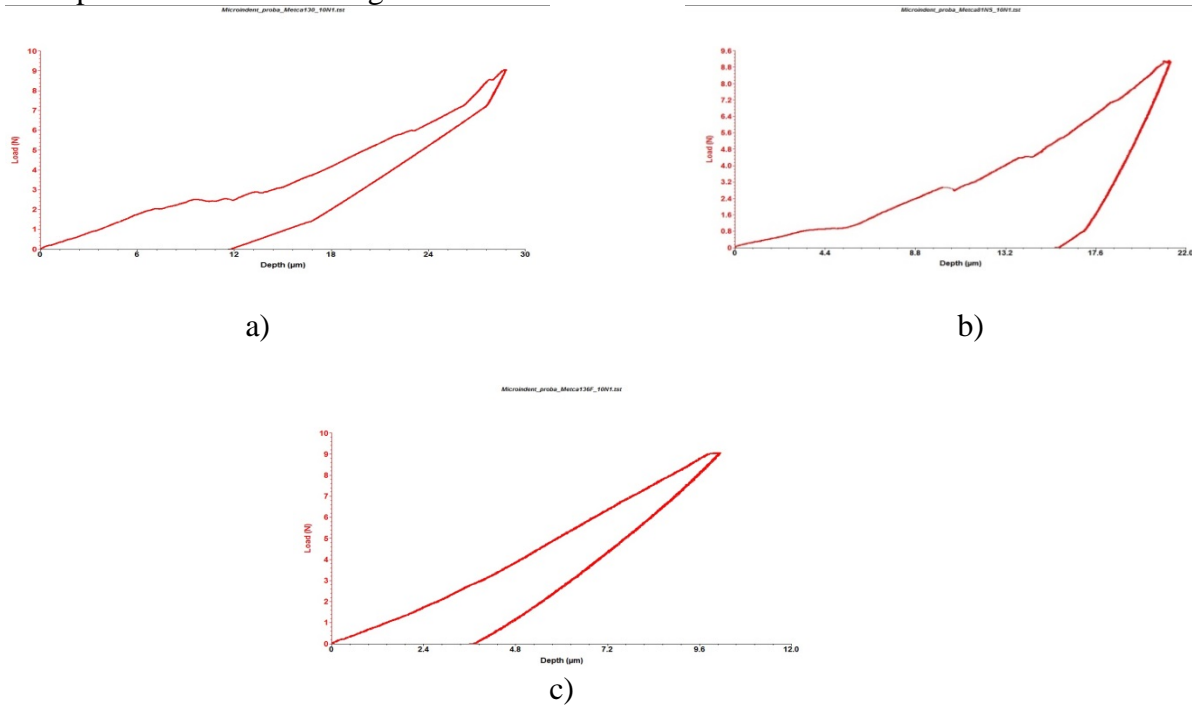 Microindent_proba_Metca130_10N1.tst
Microindent_proba_Metca81NS_10N1.tst
10
9
8
7
6
5
4
3
2
1
0
Load (N)
0 6 12 18 24 30
Depth (µm)
9.6
8.8
8.0
7.2
6.4
5.6
4.8
4.0
3.2
2.4
1.6
0.8
0
Load (N)
0 4.4 8.8 13.2 17.6 22.0
Depth (µm)
a)
b)
Microindent_proba_Metca136F_10N1.tst
10
9
8
7
6
5
4
3
2
1
0
Load (N)
0 2.4 4.8 7.2 9.6 12.0
Depth (µm)
c)